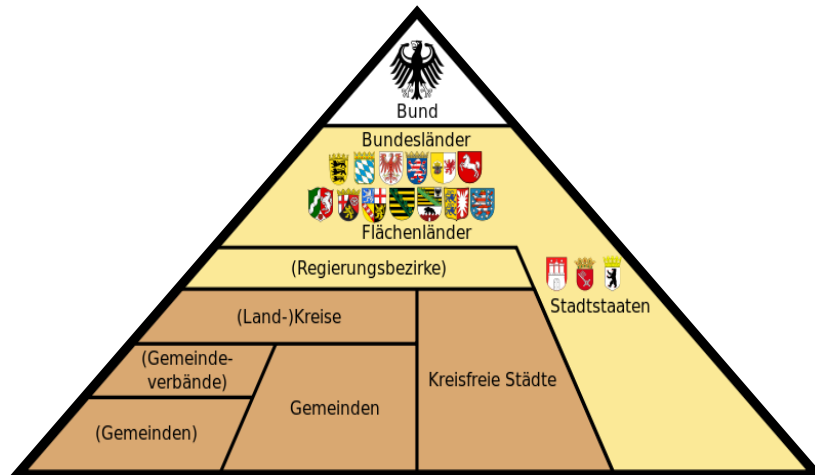 Bund
Bundesländer
Flächenländer
(Regierungsbezirke)
Stadtstaaten
(Land-)Kreise
(Gemeinde-
verbände)
Kreisfreie Städte
Gemeinden
(Gemeinden)